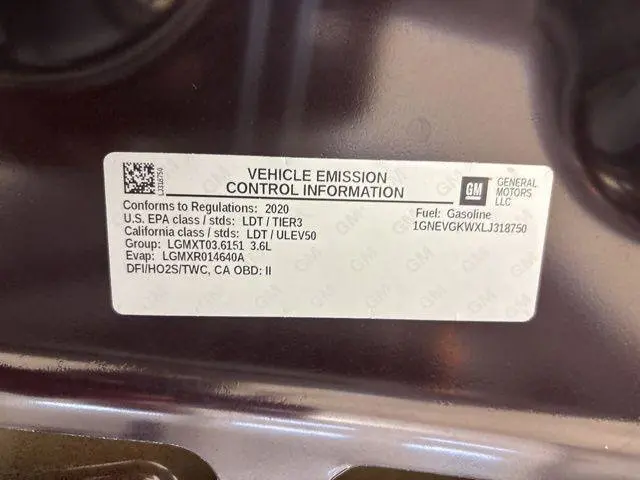 VEHICLE EMISSION
CONTROL INFORMATION
LJ318750
GM
GENERAL
MOTORS
LLC
Conforms to Regulations: 2020
U.S. EPA class / stds: LDT / TIER3
California class / stds: LDT / ULEV50
Group: LGMXT03.6151 3.6L
Evap: LGMXR014640A
DFI/HO2S/TWC, CA OBD: II
Fuel: Gasoline
1GNEVGKWXLJ318750